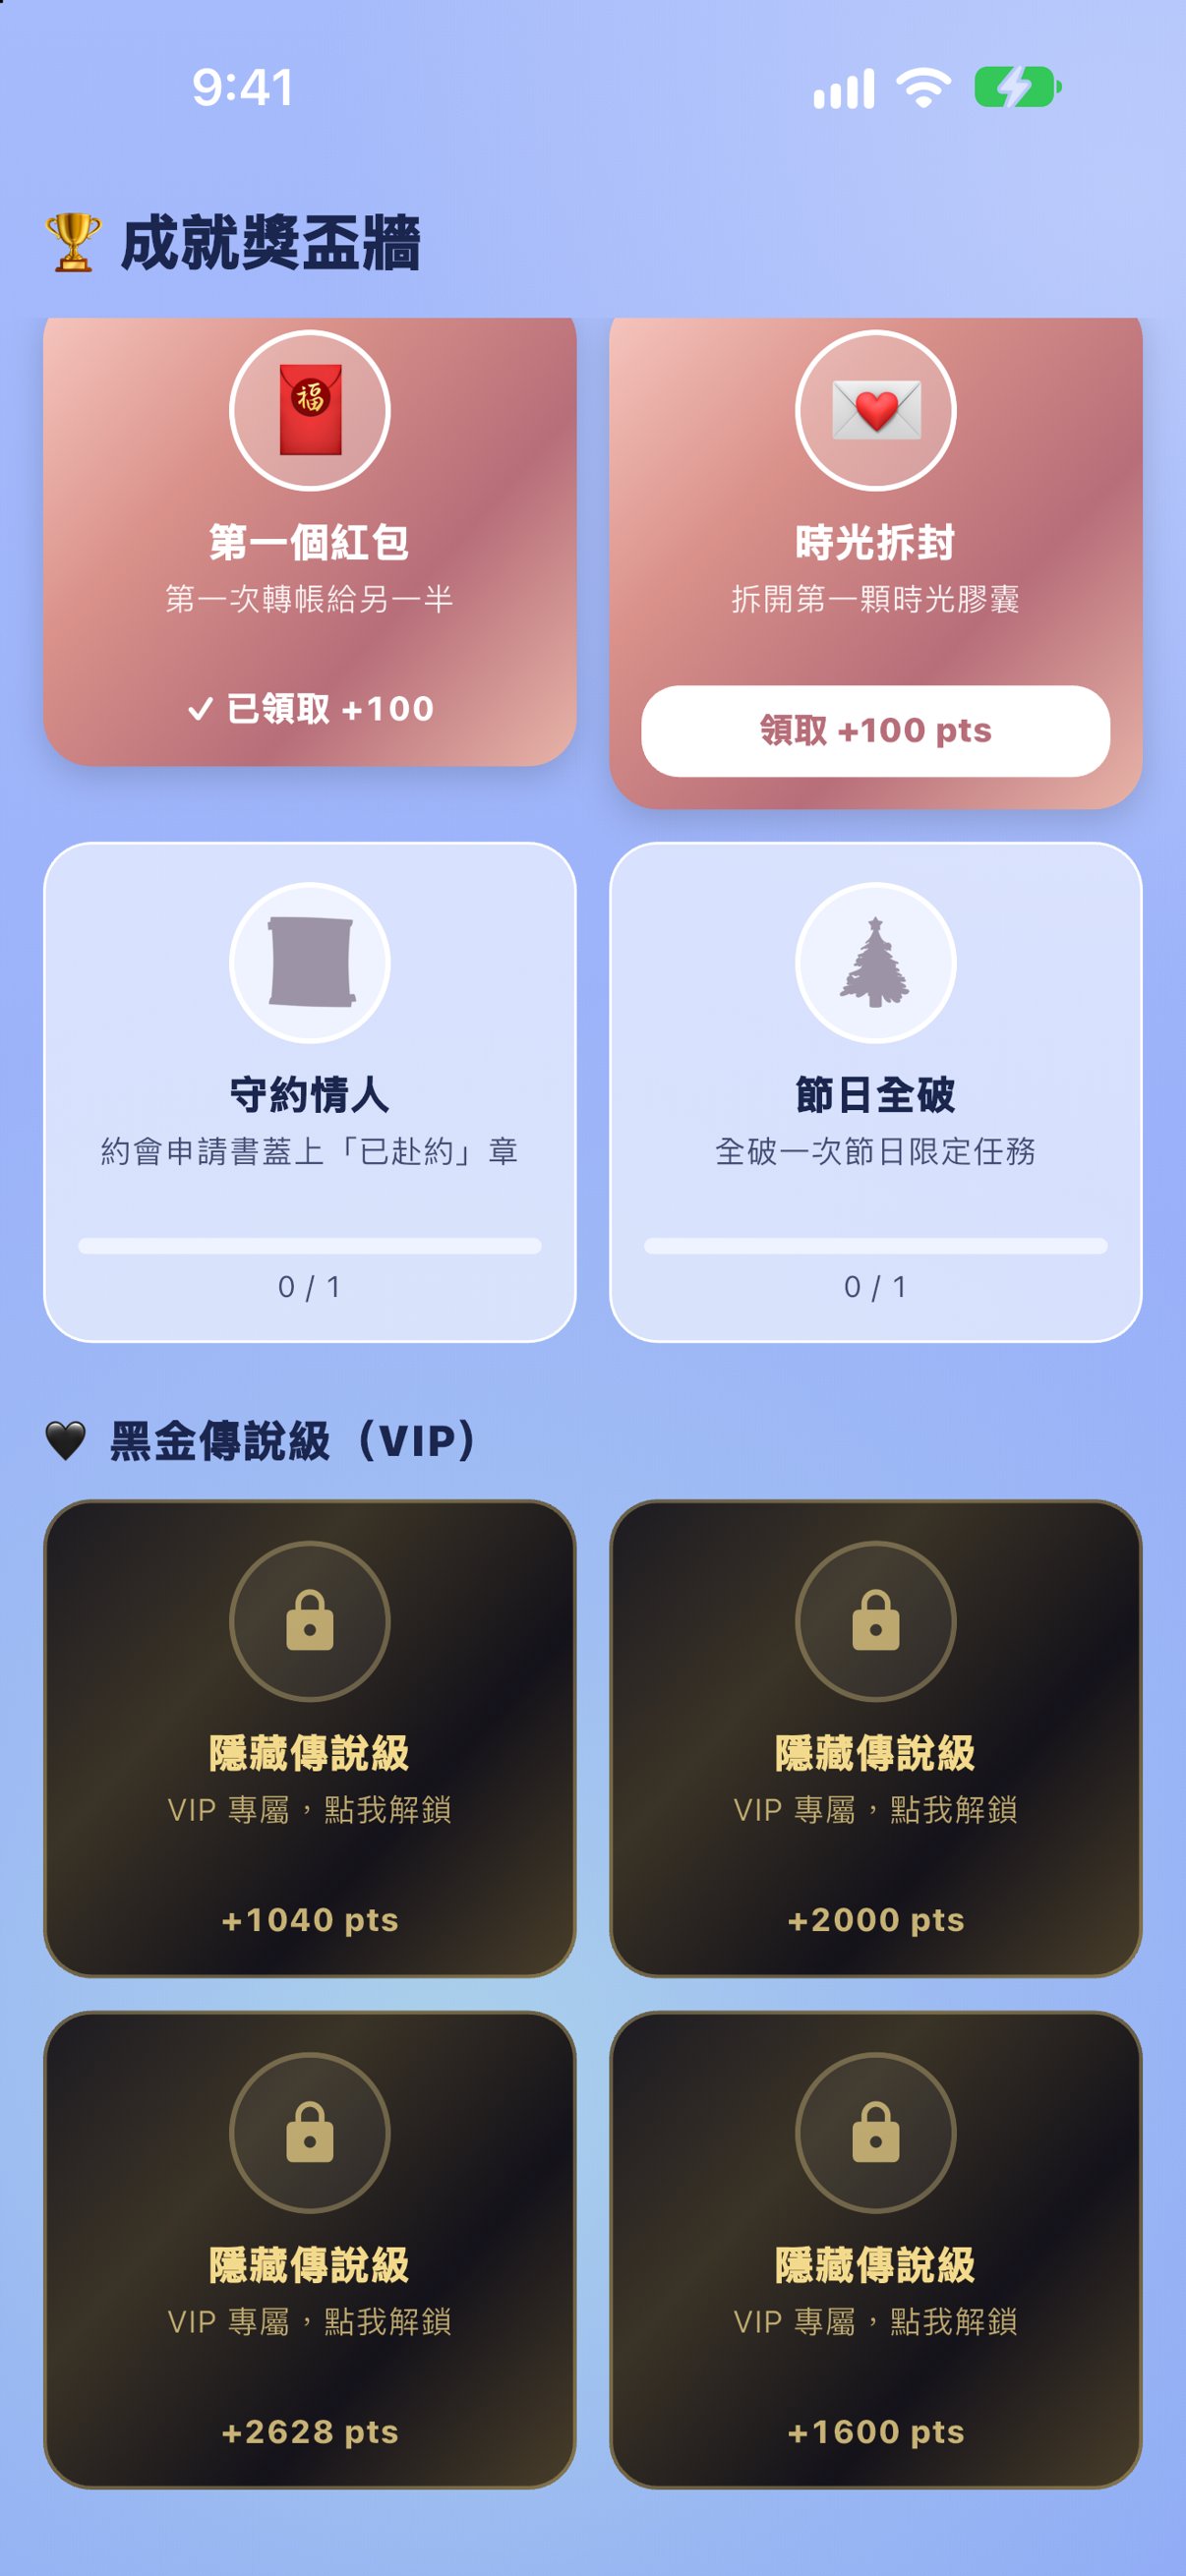 9:41
🏆 成就獎盃牆
福
第一個紅包
第一次轉帳給另一半
✓ 已領取 +100
時光拆封
拆開第一顆時光膠囊
領取 +100 pts
守約情人
約會申請書蓋上「已赴約」章
0 / 1
節日全破
全破一次節日限定任務
0 / 1
🖤 黑金傳說級（VIP）
隱藏傳說級
VIP 專屬，點我解鎖
+1040 pts
隱藏傳說級
VIP 專屬，點我解鎖
+2000 pts
隱藏傳說級
VIP 專屬，點我解鎖
+2628 pts
隱藏傳說級
VIP 專屬，點我解鎖
+1600 pts